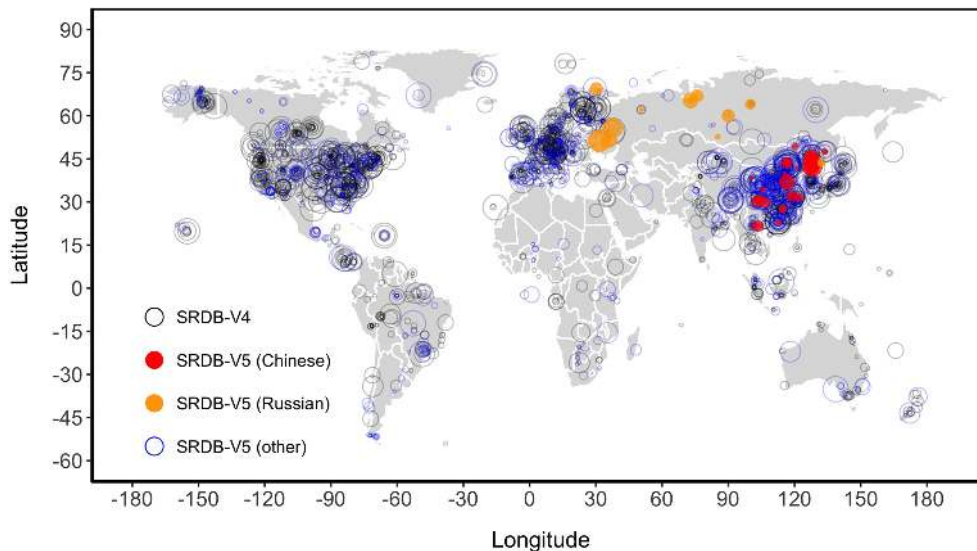 90
75
60
45
30
15
0
-15
-30
-45
-60
Latitude
SRDB-V4
SRDB-V5 (Chinese)
SRDB-V5 (Russian)
SRDB-V5 (other)
-180 -150 -120 -90 -60 -30 0 30 60 90 120 150 180
Longitude